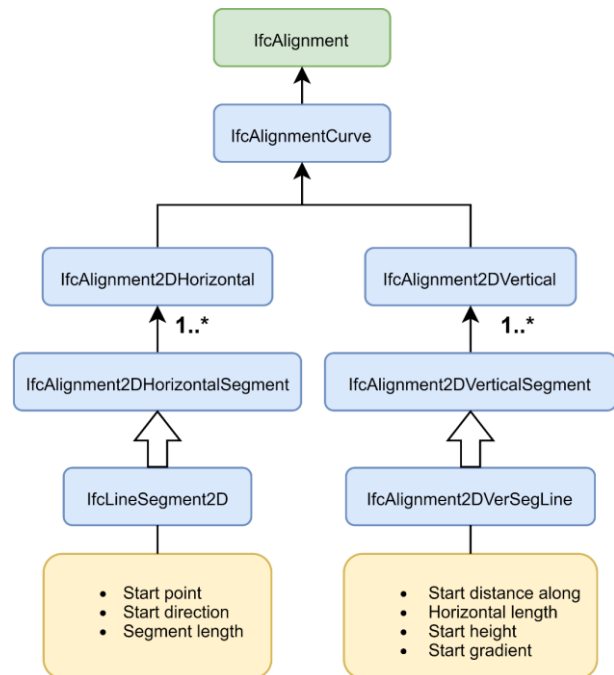 IfcAlignment
IfcAlignmentCurve
IfcAlignment2DHorizontal
IfcAlignment2DVertical
1..*
1..*
IfcAlignment2DHorizontalSegment
IfcAlignment2DVerticalSegment
IfcLineSegment2D
IfcAlignment2DVerSegLine
• Start point
• Start direction
• Segment length
• Start distance along
• Horizontal length
• Start height
• Start gradient